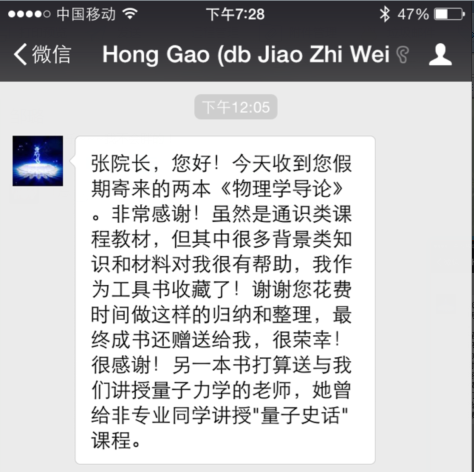 中国移动 下午7:28 47%
微信 Hong Gao (db Jiao Zhi Wei
下午12:05
张院长，您好！今天收到您假
期寄来的两本《物理学导论》
。非常感谢！虽然是通识类课
程教材，但其中很多背景类知
识和材料对我很有帮助，我作
为工具书收藏了！谢谢您花费
时间做这样的归纳和整理，最
终成书还赠送给我，很荣幸！
很感谢！另一本书打算送与我
们讲授量子力学的老师，她曾
给非专业同学讲授"量子史话"
课程。